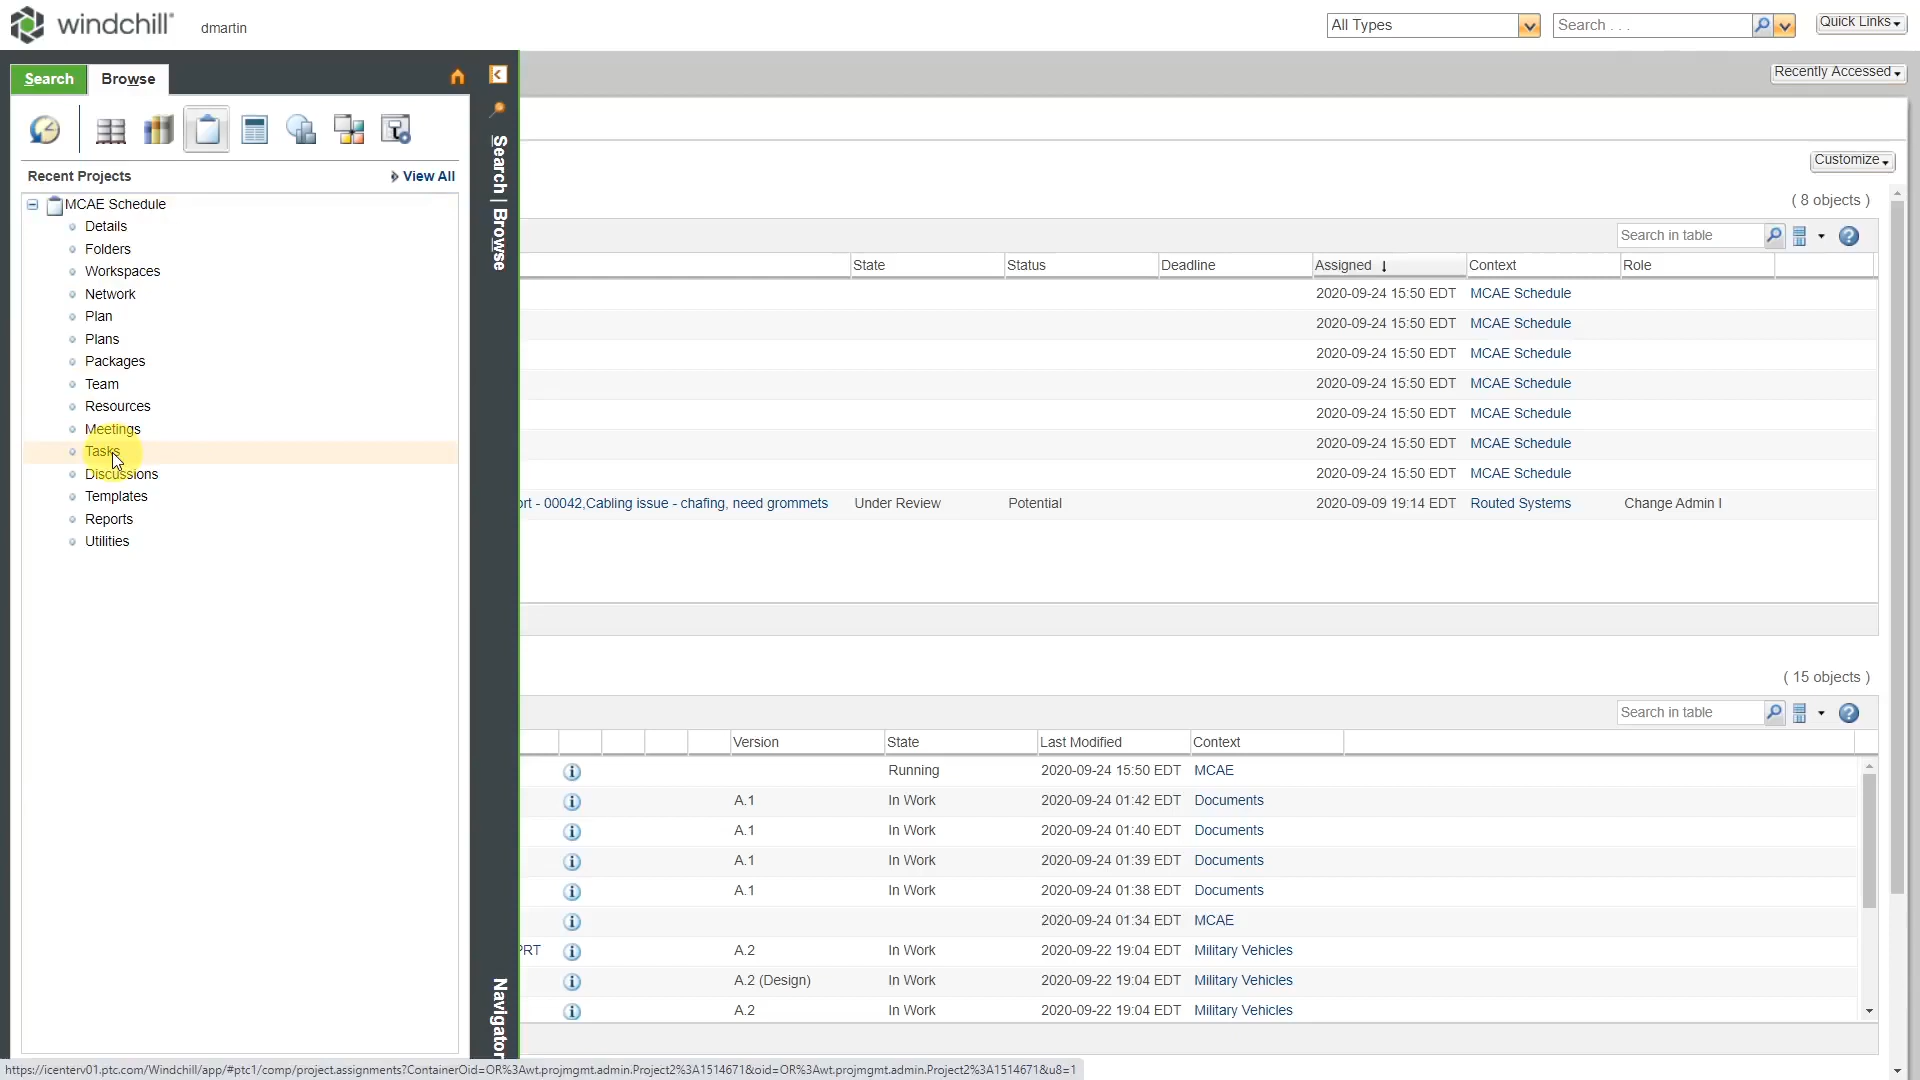 windchill
dmartin
All Types
Search . . .
Quick Links
Search
Browse
Recently Accessed
Customize
Recent Projects
View All
MCAE Schedule
Details
Folders
Workspaces
Network
Plan
Plans
Packages
Team
Resources
Meetings
Tasks
Discussions
Templates
Reports
Utilities
Search | Browse
Navigator
( 8 objects )
Search in table
State Status Deadline Assigned Context Role
2020-09-24 15:50 EDT MCAE Schedule
2020-09-24 15:50 EDT MCAE Schedule
2020-09-24 15:50 EDT MCAE Schedule
2020-09-24 15:50 EDT MCAE Schedule
2020-09-24 15:50 EDT MCAE Schedule
2020-09-24 15:50 EDT MCAE Schedule
2020-09-24 15:50 EDT MCAE Schedule
ort - 00042,Cabling issue - chafing, need grommets Under Review Potential 2020-09-09 19:14 EDT Routed Systems Change Admin I
( 15 objects )
Search in table
Version State Last Modified Context
Running 2020-09-24 15:50 EDT MCAE
A.1 In Work 2020-09-24 01:42 EDT Documents
A.1 In Work 2020-09-24 01:40 EDT Documents
A.1 In Work 2020-09-24 01:39 EDT Documents
A.1 In Work 2020-09-24 01:38 EDT Documents
2020-09-24 01:34 EDT MCAE
PRT A.2 In Work 2020-09-22 19:04 EDT Military Vehicles
A.2 (Design) In Work 2020-09-22 19:04 EDT Military Vehicles
A.2 In Work 2020-09-22 19:04 EDT Military Vehicles
https://icenterv01.ptc.com/Windchill/app/#ptc1/comp/project.assignments?ContainerOid=OR%3Awt.projmgmt.admin.Project2%3A1514671&oid=OR%3Awt.projmgmt.admin.Project2%3A1514671&u8=1